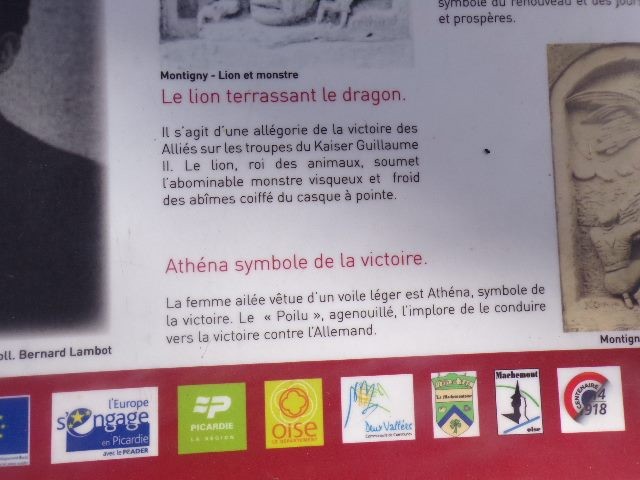 symbole du renouveau et des jours
et prospères.
Montigny - Lion et monstre
Le lion terrassant le dragon.
Il s'agit d'une allégorie de la victoire des
Alliés sur les troupes du Kaiser Guillaume
II. Le lion, roi des animaux, soumet
l'abominable monstre visqueux et froid
des abîmes coiffé du casque à pointe.
Athéna symbole de la victoire.
La femme ailée vêtue d'un voile léger est Athéna, symbole de
la victoire. Le « Poilu », agenouillé, l'implore de le conduire
vers la victoire contre l'Allemand.
oll. Bernard Lambot
Montign
l'Europe
s'engage
en Picardie
avec le FEADER
PICARDIE
LA RÉGION
oise
LE DÉPARTEMENT
Deux Vallées
Communauté de Communes
Machemont
oise
CENTENAIRE
14
918